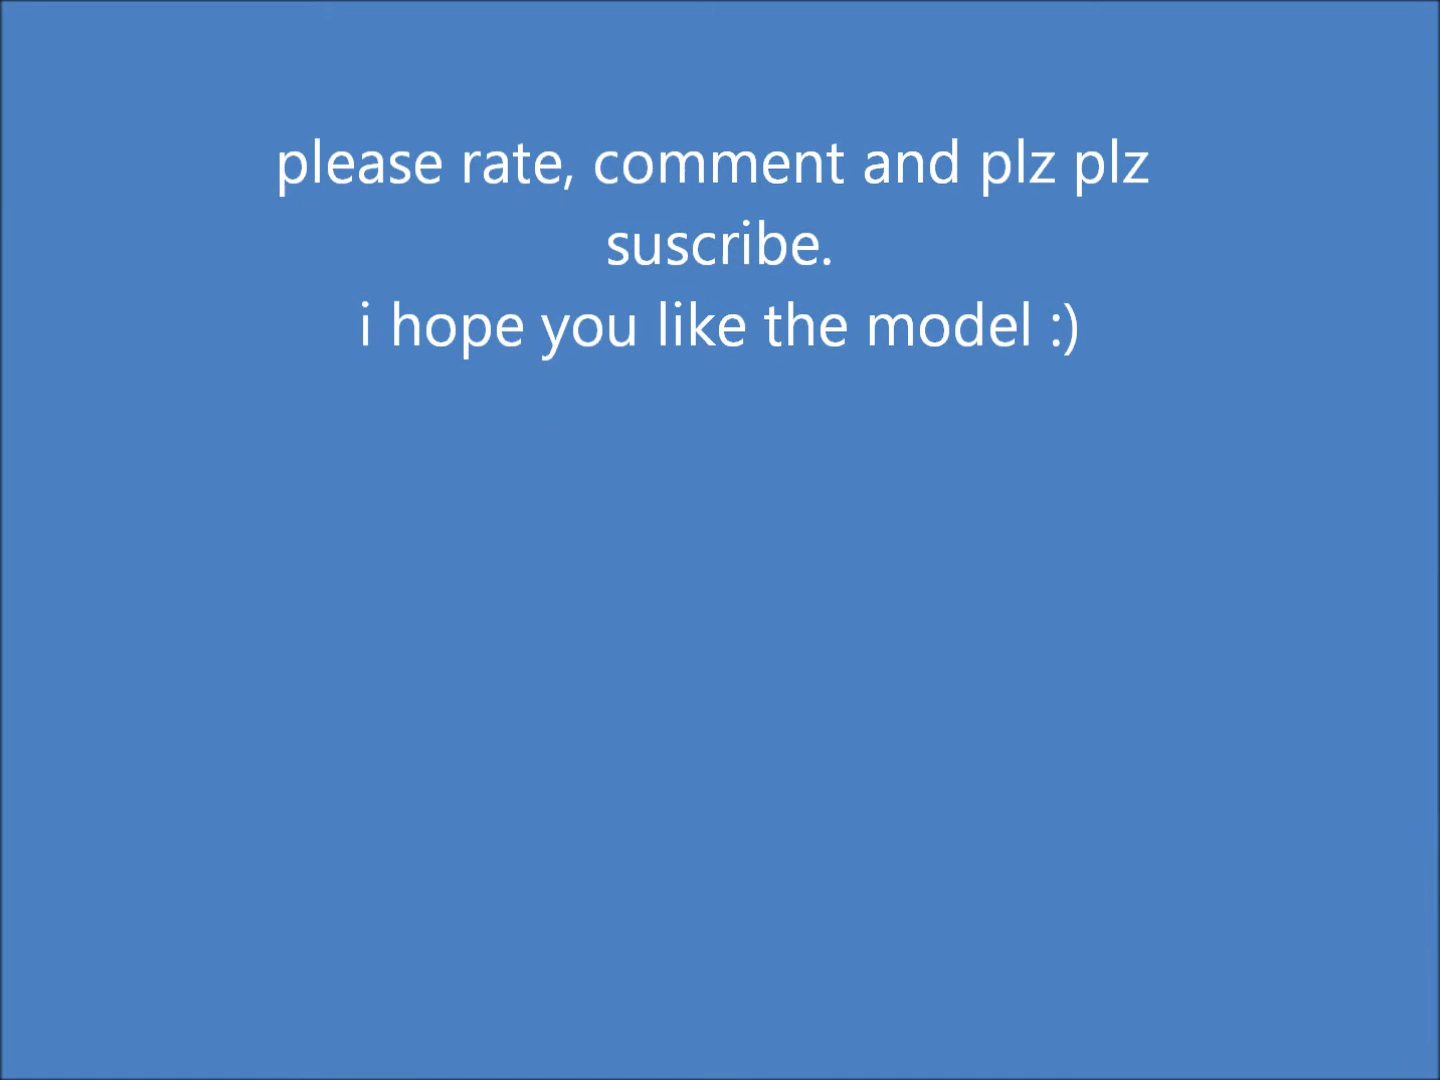 please rate, comment and plz plz
suscribe.
i hope you like the model :)